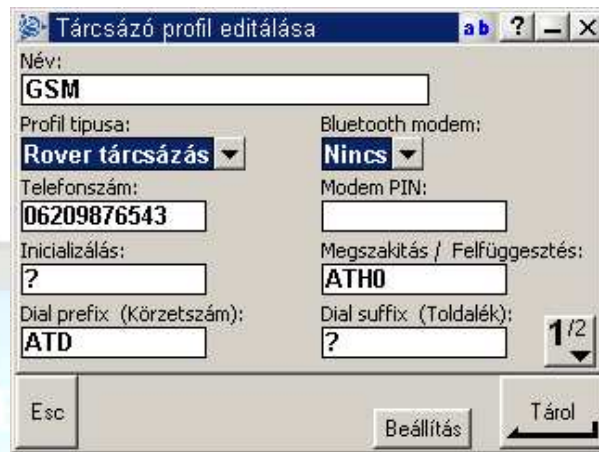 Tárcsázó profil editálása ab ? – X
Név:
GSM
Profil tipusa: Bluetooth modem:
Rover tárcsázás Nincs
Telefonszám: Modem PIN:
06209876543
Inicializálás: Megszakitás / Felfüggesztés:
? ATH0
Dial prefix (Körzetszám): Dial suffix (Toldalék):
ATD ?
1/2
Esc Beállítás Tárol